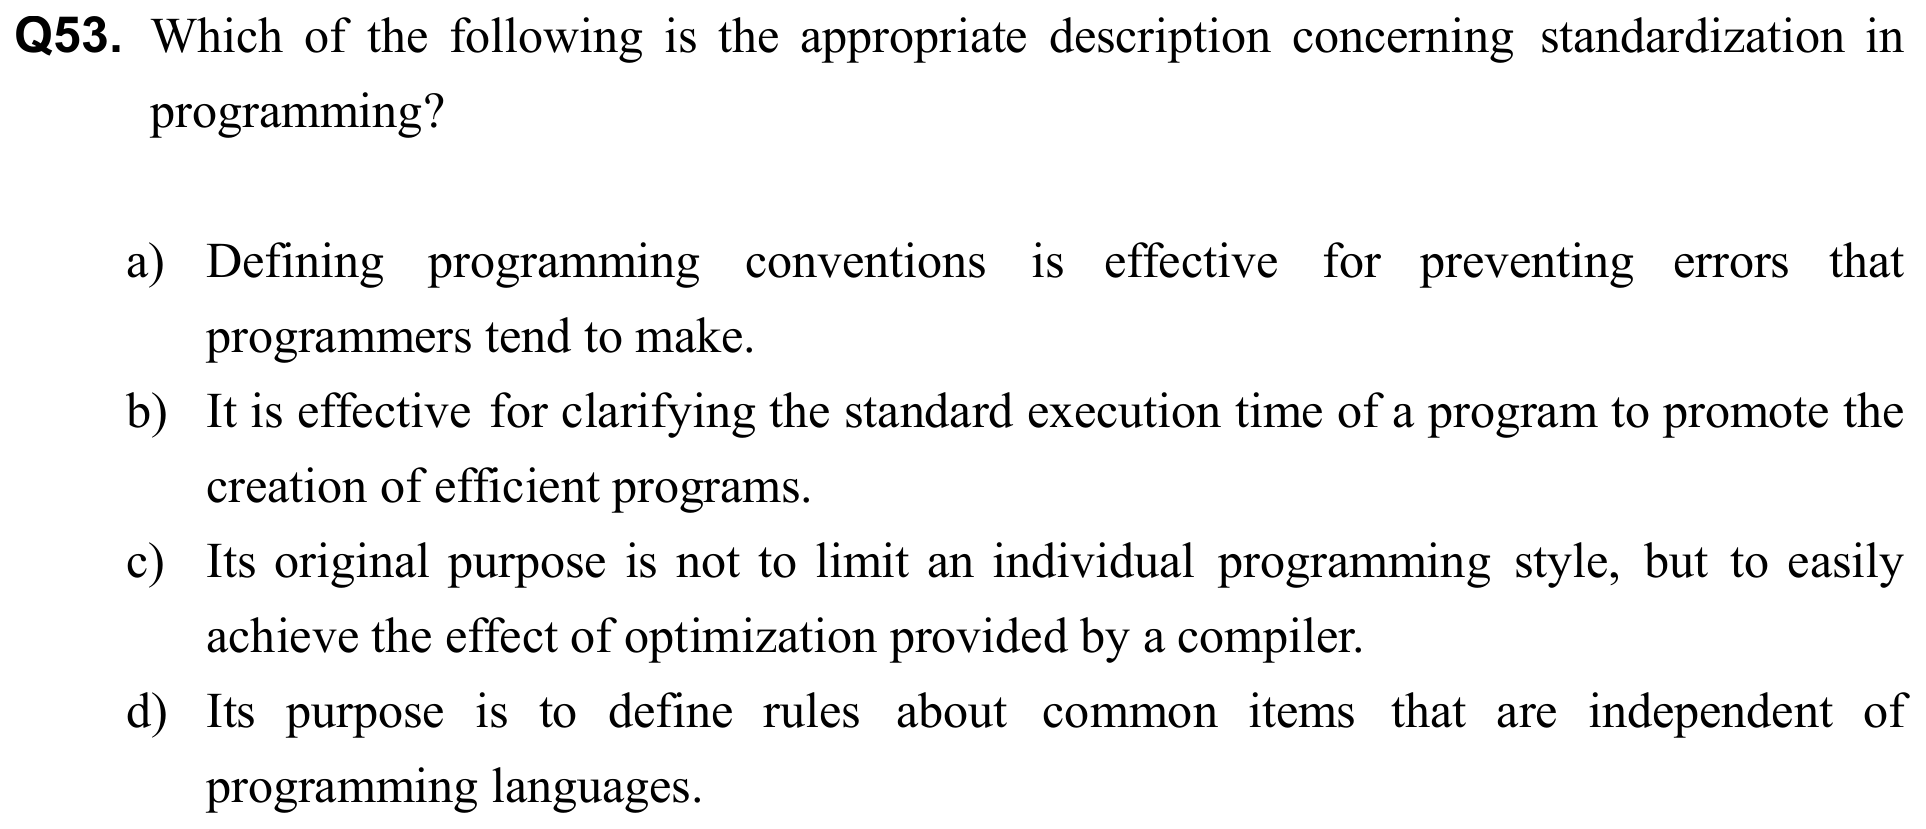 Q53. Which of the following is the appropriate description concerning standardization in
programming?
a) Defining programming conventions is effective for preventing errors that
programmers tend to make.
b) It is effective for clarifying the standard execution time of a program to promote the
creation of efficient programs.
c) Its original purpose is not to limit an individual programming style, but to easily
achieve the effect of optimization provided by a compiler.
d) Its purpose is to define rules about common items that are independent of
programming languages.